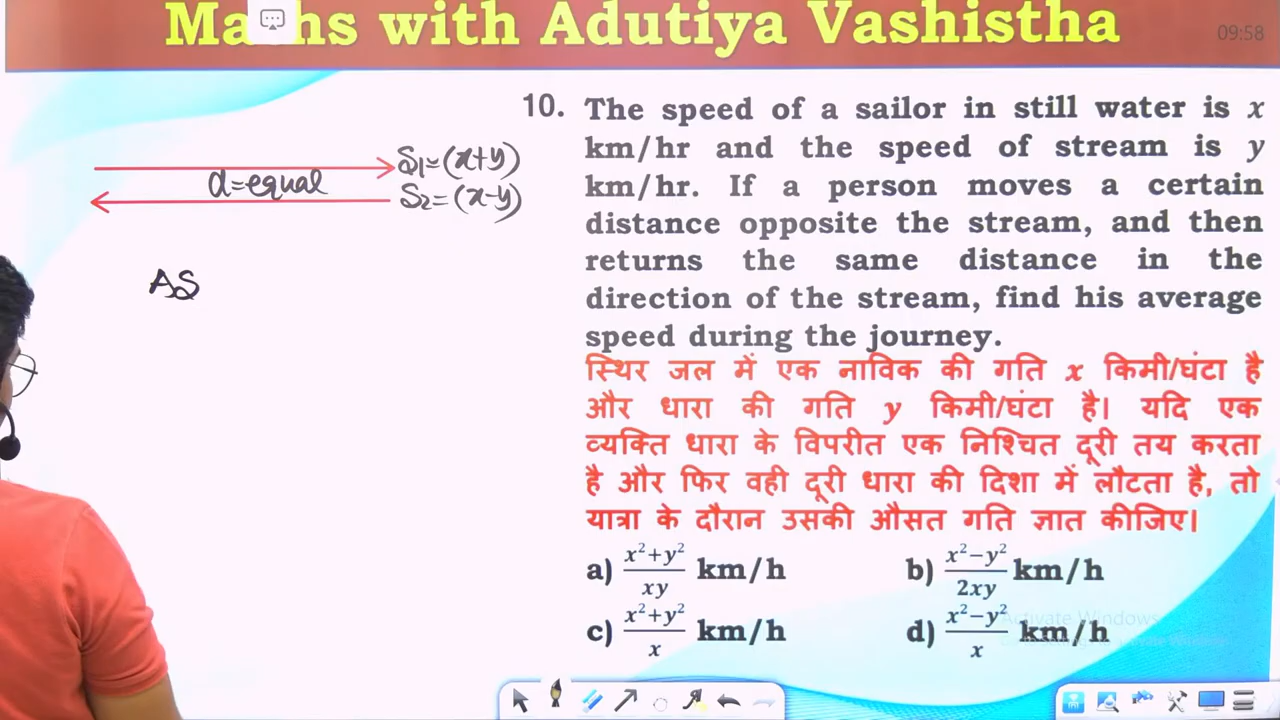 Maths with Adutiya Vashistha
09:58
S₁=(x+y)
d=equal
S₂=(x-y)
AS
10. The speed of a sailor in still water is x
km/hr and the speed of stream is y
km/hr. If a person moves a certain
distance opposite the stream, and then
returns the same distance in the
direction of the stream, find his average
speed during the journey.
स्थिर जल में एक नाविक की गति x किमी/घंटा है
और धारा की गति y किमी/घंटा है। यदि एक
व्यक्ति धारा के विपरीत एक निश्चित दूरी तय करता
है और फिर वही दूरी धारा की दिशा में लौटता है, तो
यात्रा के दौरान उसकी औसत गति ज्ञात कीजिए।
a) (x²+y²)/(xy) km/h b) (x²−y²)/(2xy) km/h
c) (x²+y²)/x km/h d) (x²−y²)/x km/h
Activate Windows